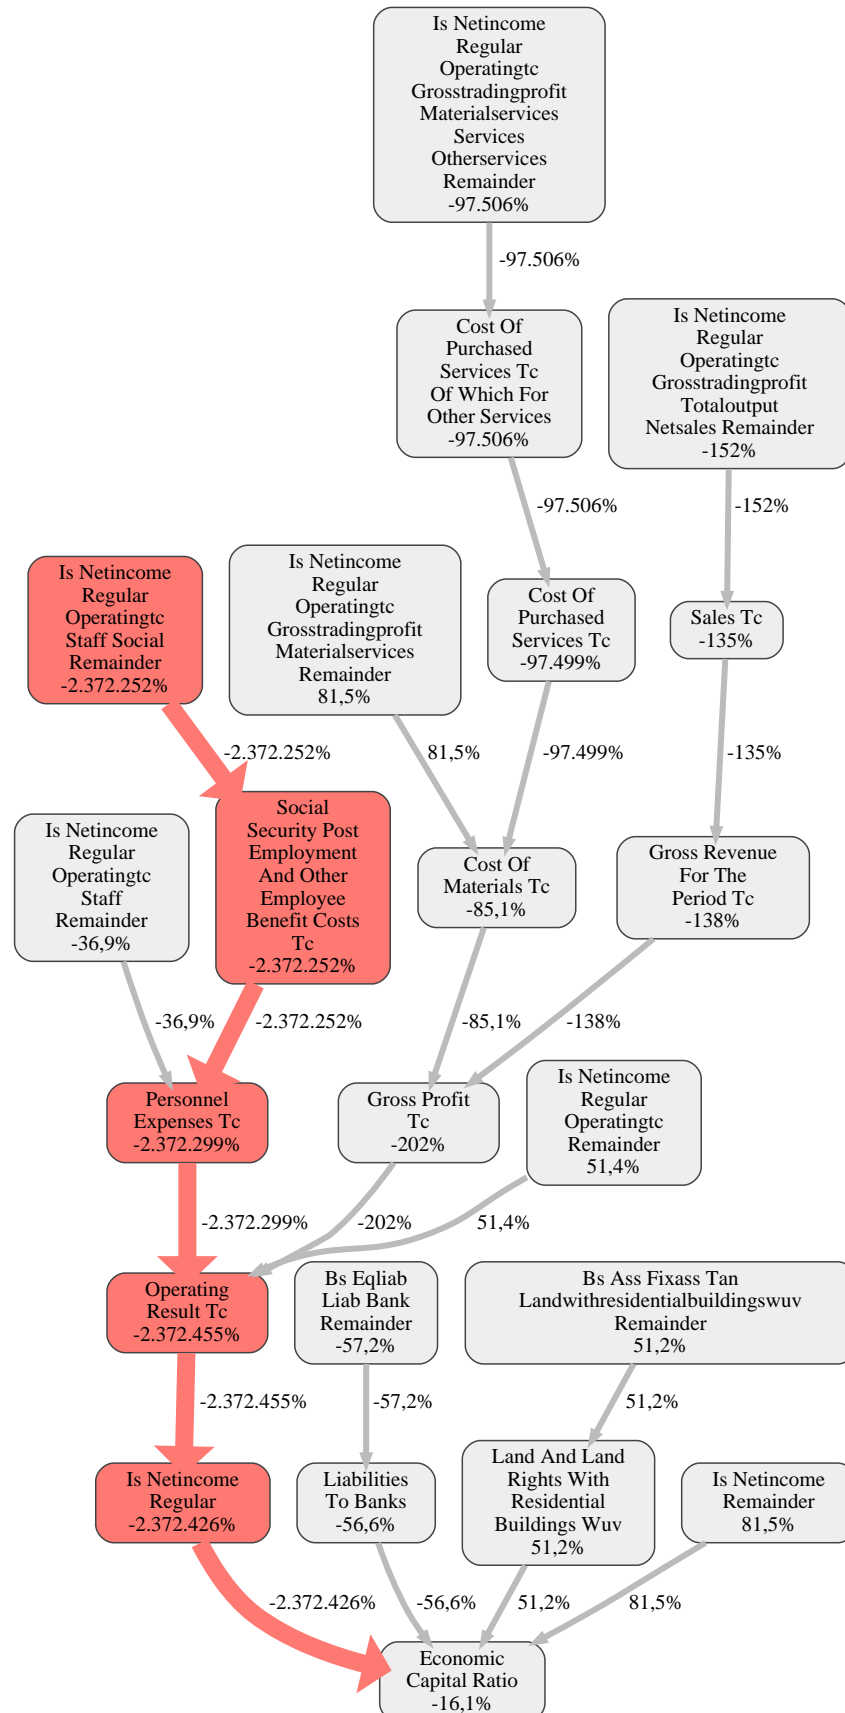 Is Netincome
Regular
Operatingtc
Grosstradingprofit
Materialservices
Services
Otherservices
Remainder
-97.506%
-97.506%
Cost Of
Purchased
Services Tc
Of Which For
Other Services
-97.506%
Is Netincome
Regular
Operatingtc
Grosstradingprofit
Totaloutput
Netsales Remainder
-152%
-97.506%
-152%
Is Netincome
Regular
Operatingtc
Staff Social
Remainder
-2.372.252%
Is Netincome
Regular
Operatingtc
Grosstradingprofit
Materialservices
Remainder
81,5%
Cost Of
Purchased
Services Tc
-97.499%
Sales Tc
-135%
-2.372.252%
81,5%
-97.499%
-135%
Is Netincome
Regular
Operatingtc
Staff
Remainder
-36,9%
Social
Security Post
Employment
And Other
Employee
Benefit Costs
Tc
-2.372.252%
Cost Of
Materials Tc
-85,1%
Gross Revenue
For The
Period Tc
-138%
-36,9%
-2.372.252%
-85,1%
-138%
Personnel
Expenses Tc
-2.372.299%
Gross Profit
Tc
-202%
Is Netincome
Regular
Operatingtc
Remainder
51,4%
-2.372.299%
-202%
51,4%
Operating
Result Tc
-2.372.455%
Bs Eqliab
Liab Bank
Remainder
-57,2%
Bs Ass Fixass Tan
Landwithresidentialbuildingswuv
Remainder
51,2%
-2.372.455%
-57,2%
51,2%
Is Netincome
Regular
-2.372.426%
Liabilities
To Banks
-56,6%
Land And Land
Rights With
Residential
Buildings Wuv
51,2%
Is Netincome
Remainder
81,5%
-2.372.426%
-56,6%
51,2%
81,5%
Economic
Capital Ratio
-16,1%